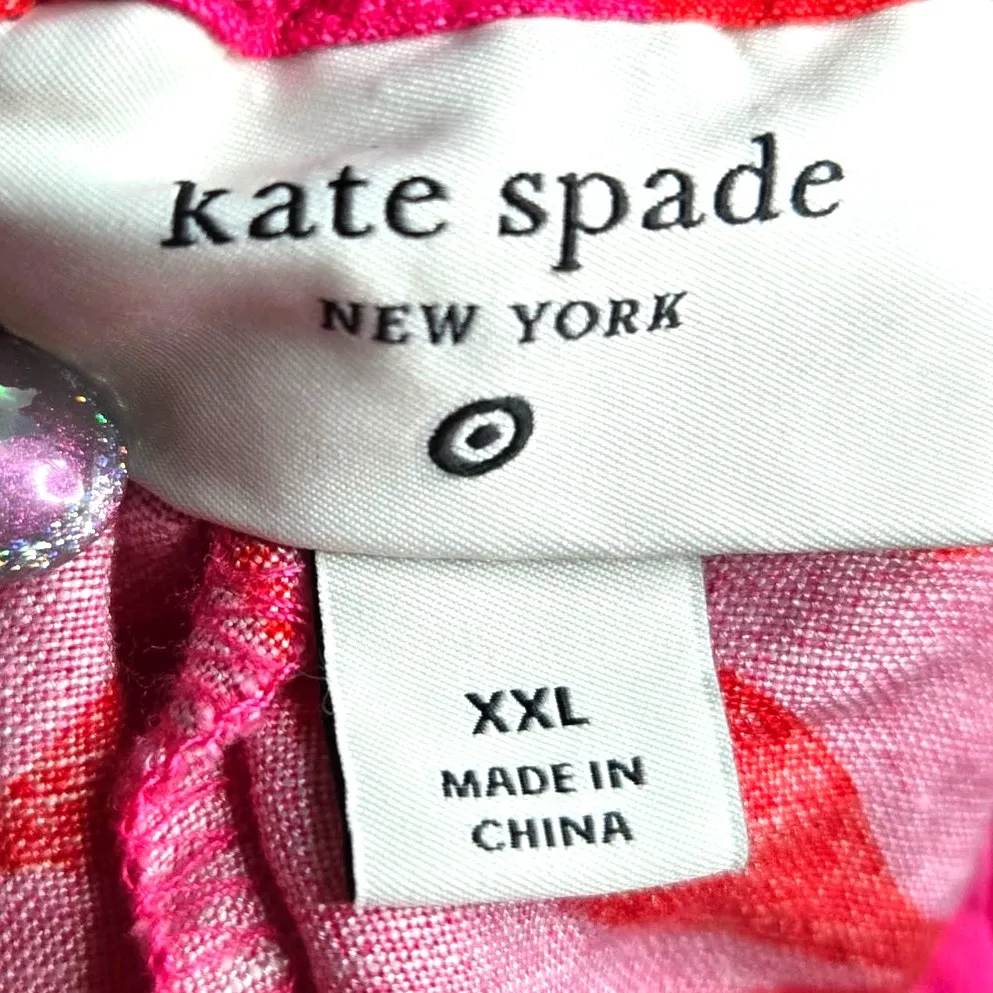 kate spade
NEW YORK
XXL
MADE IN
CHINA